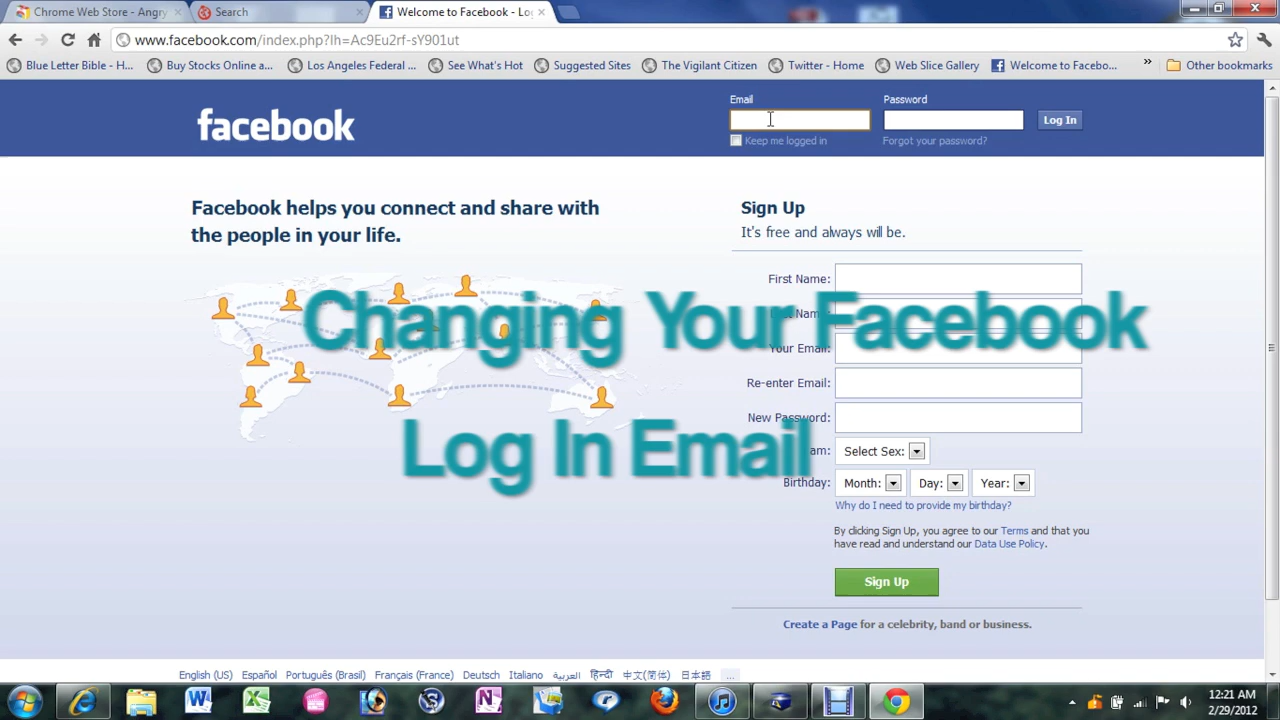 Chrome Web Store - Angry
Search
Welcome to Facebook - Lo
www.facebook.com/index.php?lh=Ac9Eu2rf-sY901ut
Blue Letter Bible - H...
Buy Stocks Online a...
Los Angeles Federal ...
See What's Hot
Suggested Sites
The Vigilant Citizen
Twitter - Home
Web Slice Gallery
Welcome to Facebo...
»
Other bookmarks
facebook
Email
Password
Log In
Keep me logged in
Forgot your password?
Facebook helps you connect and share with
the people in your life.
Sign Up
It's free and always will be.
First Name:
Changing Your Facebook
Name:
Your Email:
Re-enter Email:
New Password:
Log In Email
am:
Select Sex:
Birthday:
Month:
Day:
Year:
Why do I need to provide my birthday?
By clicking Sign Up, you agree to our Terms and that you
have read and understand our Data Use Policy.
Sign Up
Create a Page for a celebrity, band or business.
English (US) Español Português (Brasil) Français (France) Deutsch Italiano العربية हिन्दी 中文(简体) 日本語 ...
12:21 AM
2/29/2012